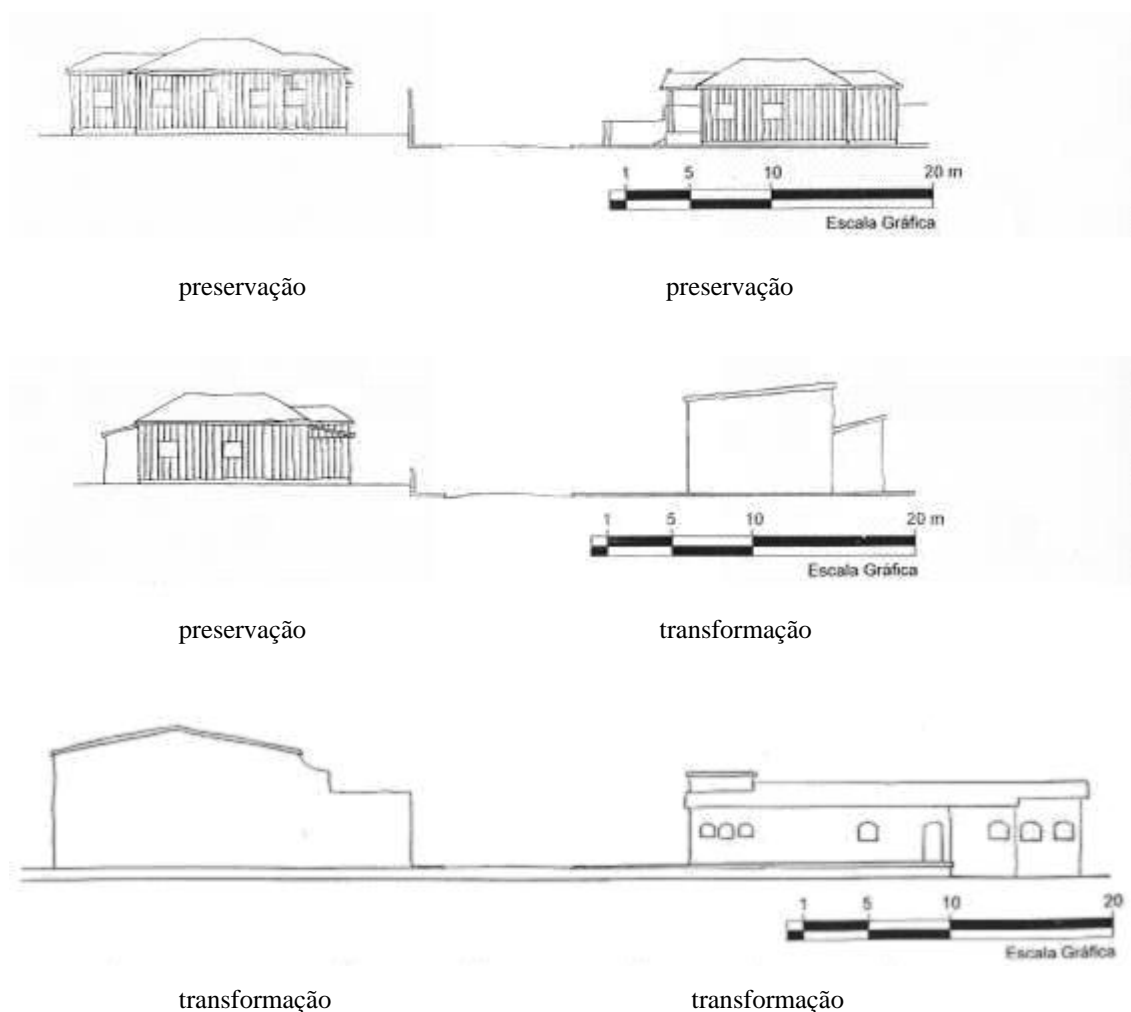 1 5 10 20 m
Escala Gráfica
preservação preservação
1 5 10 20 m
Escala Gráfica
preservação transformação
1 5 10 20
Escala Gráfica
transformação transformação